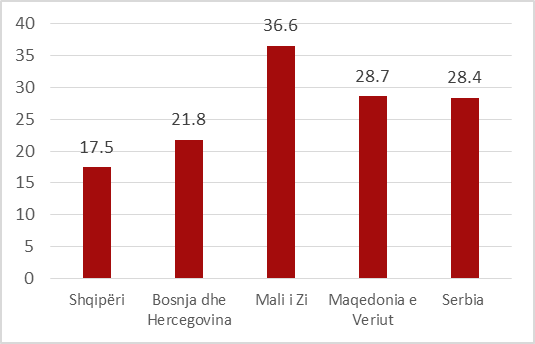 40
35
30
25
20
15
10
5
0
17.5
21.8
36.6
28.7
28.4
Shqipëri
Bosnja dhe
Hercegovina
Mali i Zi
Maqedonia e
Veriut
Serbia